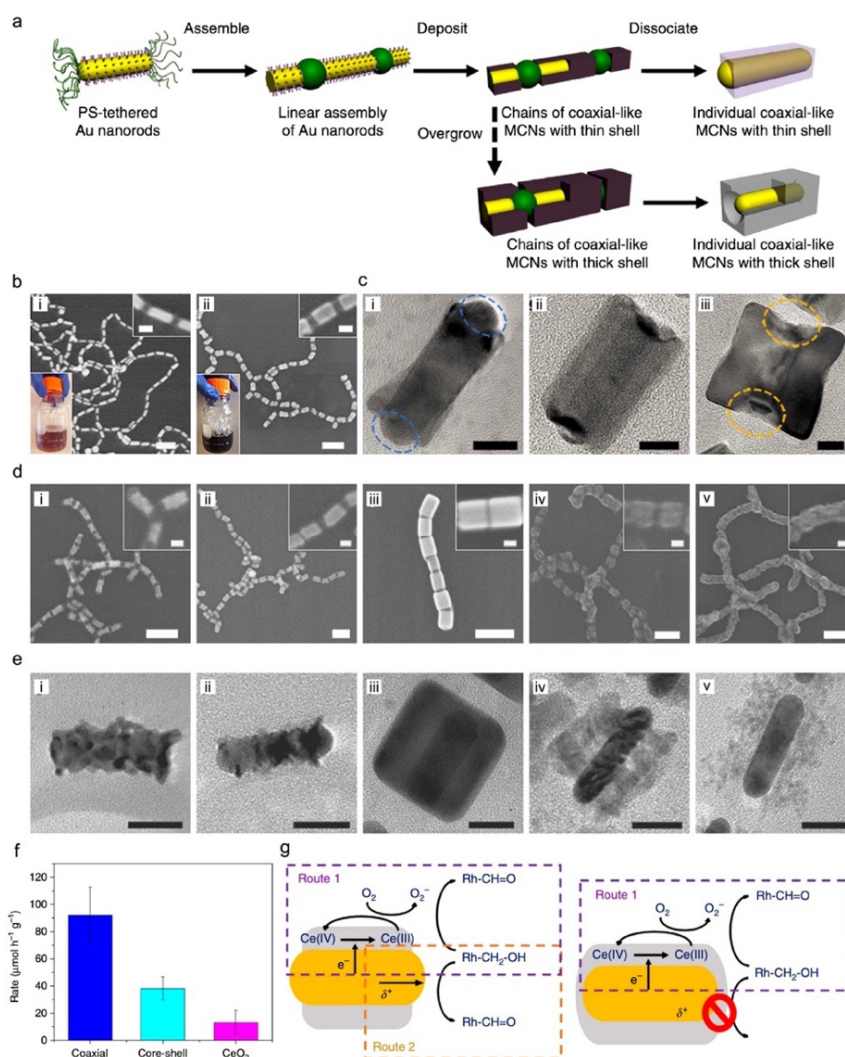 a
Assemble
Deposit
Dissociate
PS-tethered
Au nanorods
Linear assembly
of Au nanorods
Chains of coaxial-like
MCNs with thin shell
Individual coaxial-like
MCNs with thin shell
Overgrow
Chains of coaxial-like
MCNs with thick shell
Individual coaxial-like
MCNs with thick shell
b
i
ii
c
i
ii
iii
d
i
ii
iii
iv
v
e
i
ii
iii
iv
v
f
Rate (μmol h⁻¹ g⁻¹)
120
100
80
60
40
20
0
Coaxial
Core-shell
CeO₂
g
Route 1
O₂
O₂⁻
Rh-CH=O
Ce(IV)
Ce(III)
e⁻
Rh-CH₂-OH
δ⁺
Rh-CH=O
Route 2
Route 1
O₂
O₂⁻
Rh-CH=O
Ce(IV)
Ce(III)
e⁻
Rh-CH₂-OH
δ⁺